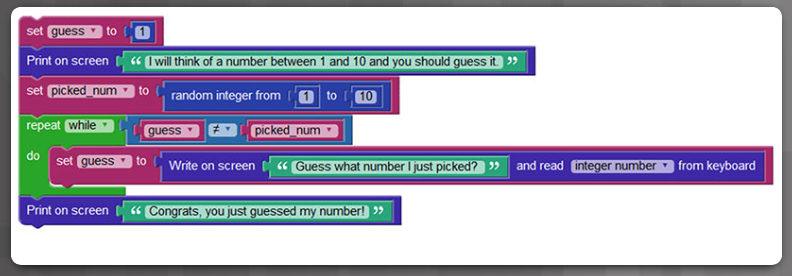 set guess to 1
Print on screen “ I will think of a number between 1 and 10 and you should guess it. ”
set picked_num to random integer from 1 to 10
repeat while guess ≠ picked_num
do set guess to Write on screen “ Guess what number I just picked? ” and read integer number from keyboard
Print on screen “ Congrats, you just guessed my number! ”